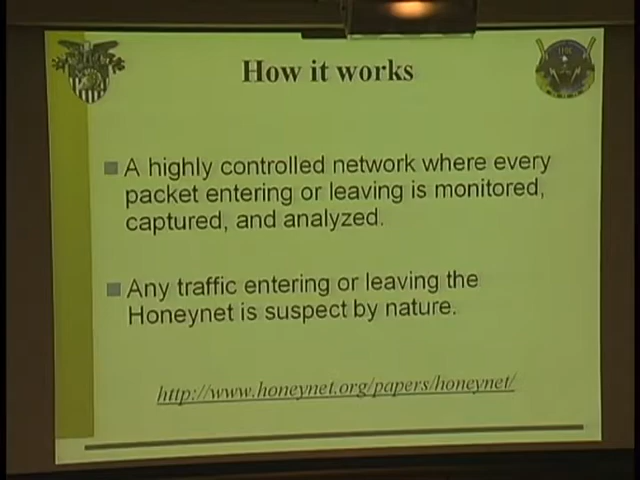 How it works
A highly controlled network where every
packet entering or leaving is monitored,
captured, and analyzed.
Any traffic entering or leaving the
Honeynet is suspect by nature.
http://www.honeynet.org/papers/honeynet/